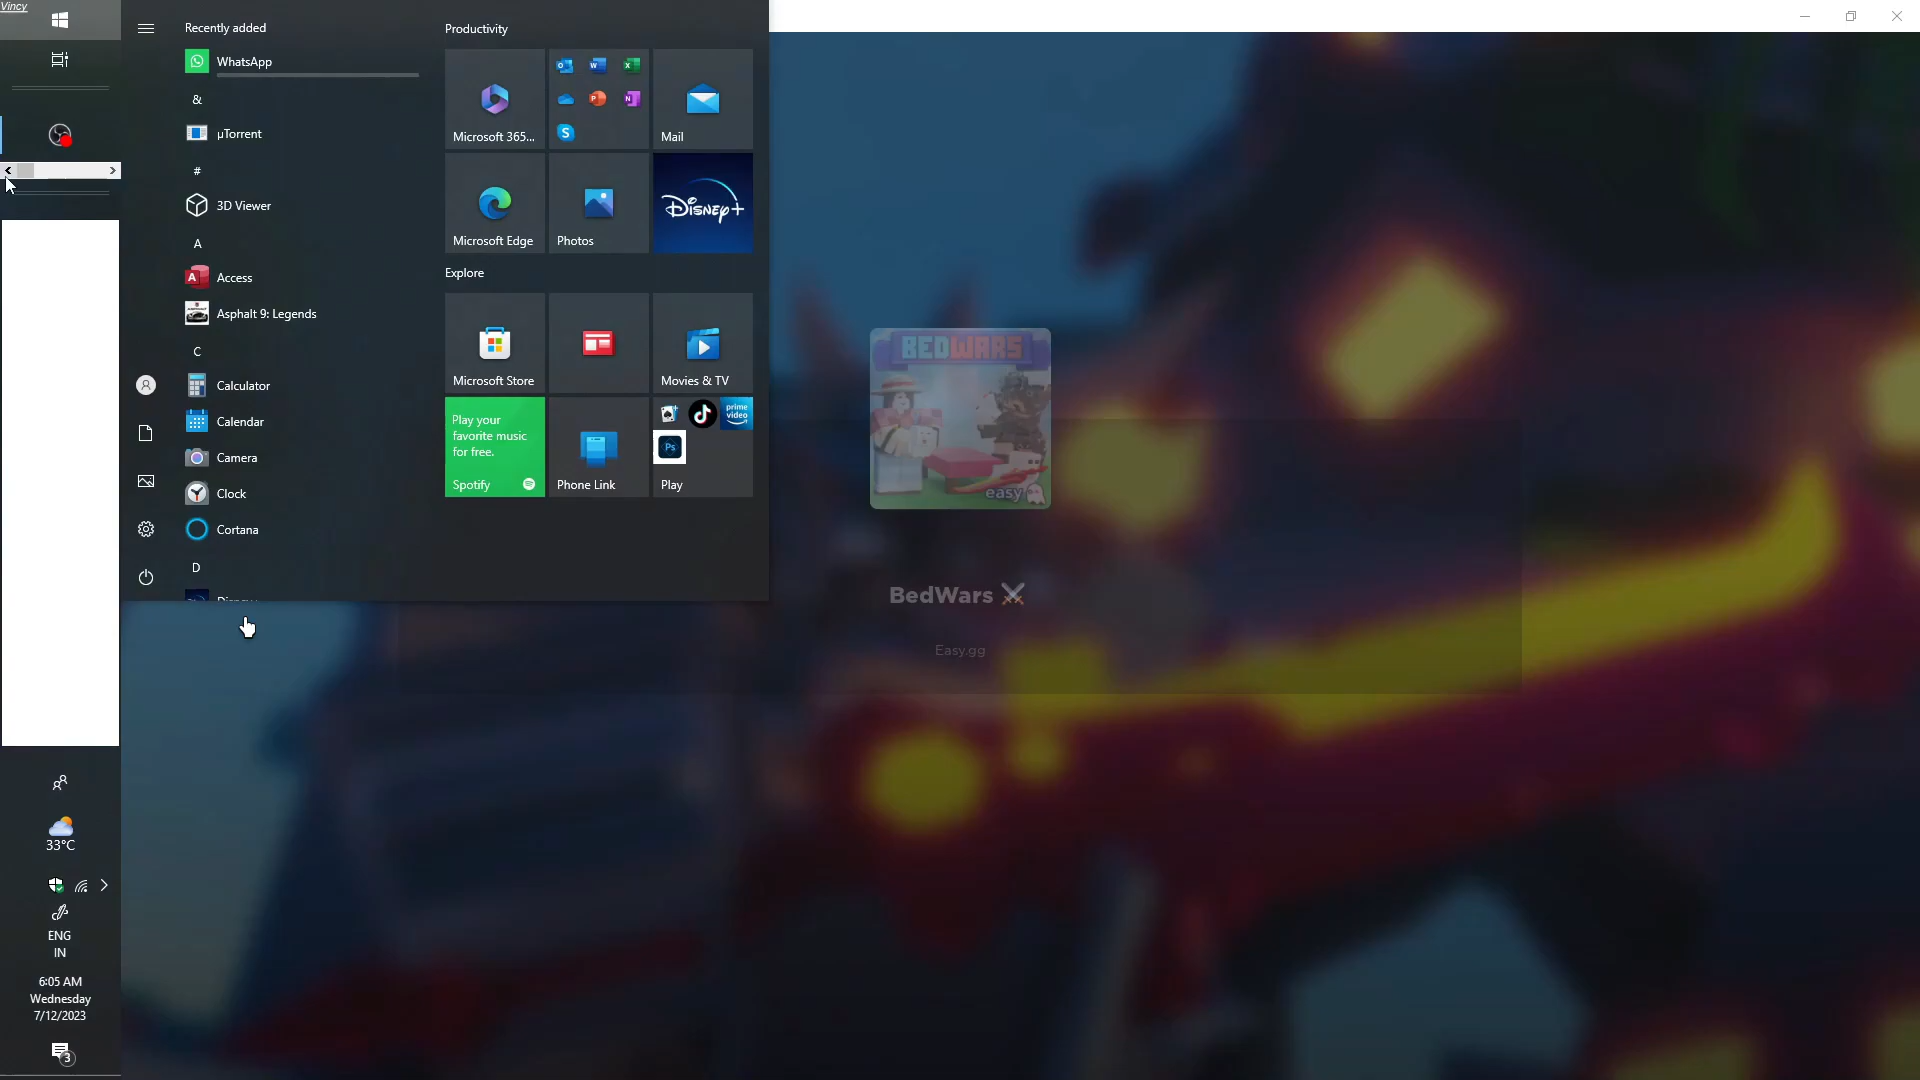 Vincy
Recently added
WhatsApp
&
µTorrent
#
3D Viewer
A
Access
Asphalt 9: Legends
C
Calculator
Calendar
Camera
Clock
Cortana
D
Productivity
Microsoft 365...
Mail
Microsoft Edge
Photos
Disney+
Explore
Microsoft Store
Movies & TV
Play your
favorite music
for free.
Spotify
Phone Link
prime
video
Ps
Play
BEDWARS
easy
BedWars
Easy.gg
33°C
ENG
IN
6:05 AM
Wednesday
7/12/2023
3